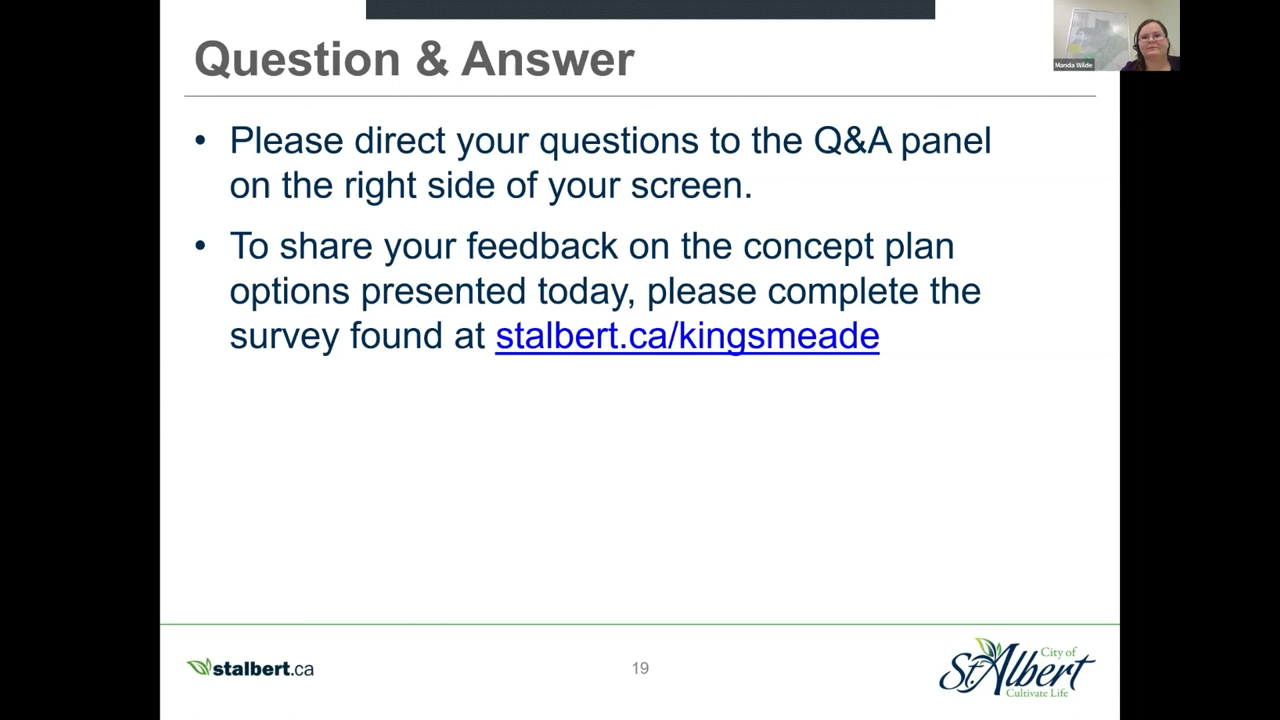 Question & Answer
Manda Wilde
• Please direct your questions to the Q&A panel
on the right side of your screen.
• To share your feedback on the concept plan
options presented today, please complete the
survey found at stalbert.ca/kingsmeade
stalbert.ca
19
City of
St. Albert
Cultivate Life